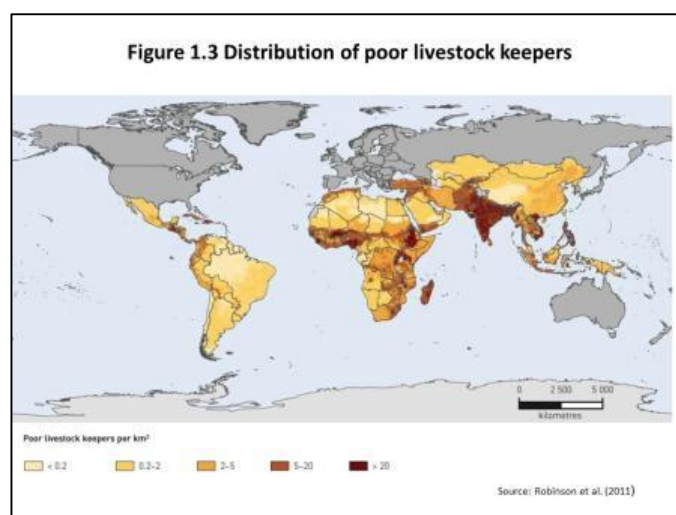 Figure 1.3 Distribution of poor livestock keepers
0 2 500 5 000
kilometres
Poor livestock keepers per km²
< 0.2 0.2–2 2–5 5–20 > 20
Source: Robinson et al. (2011)